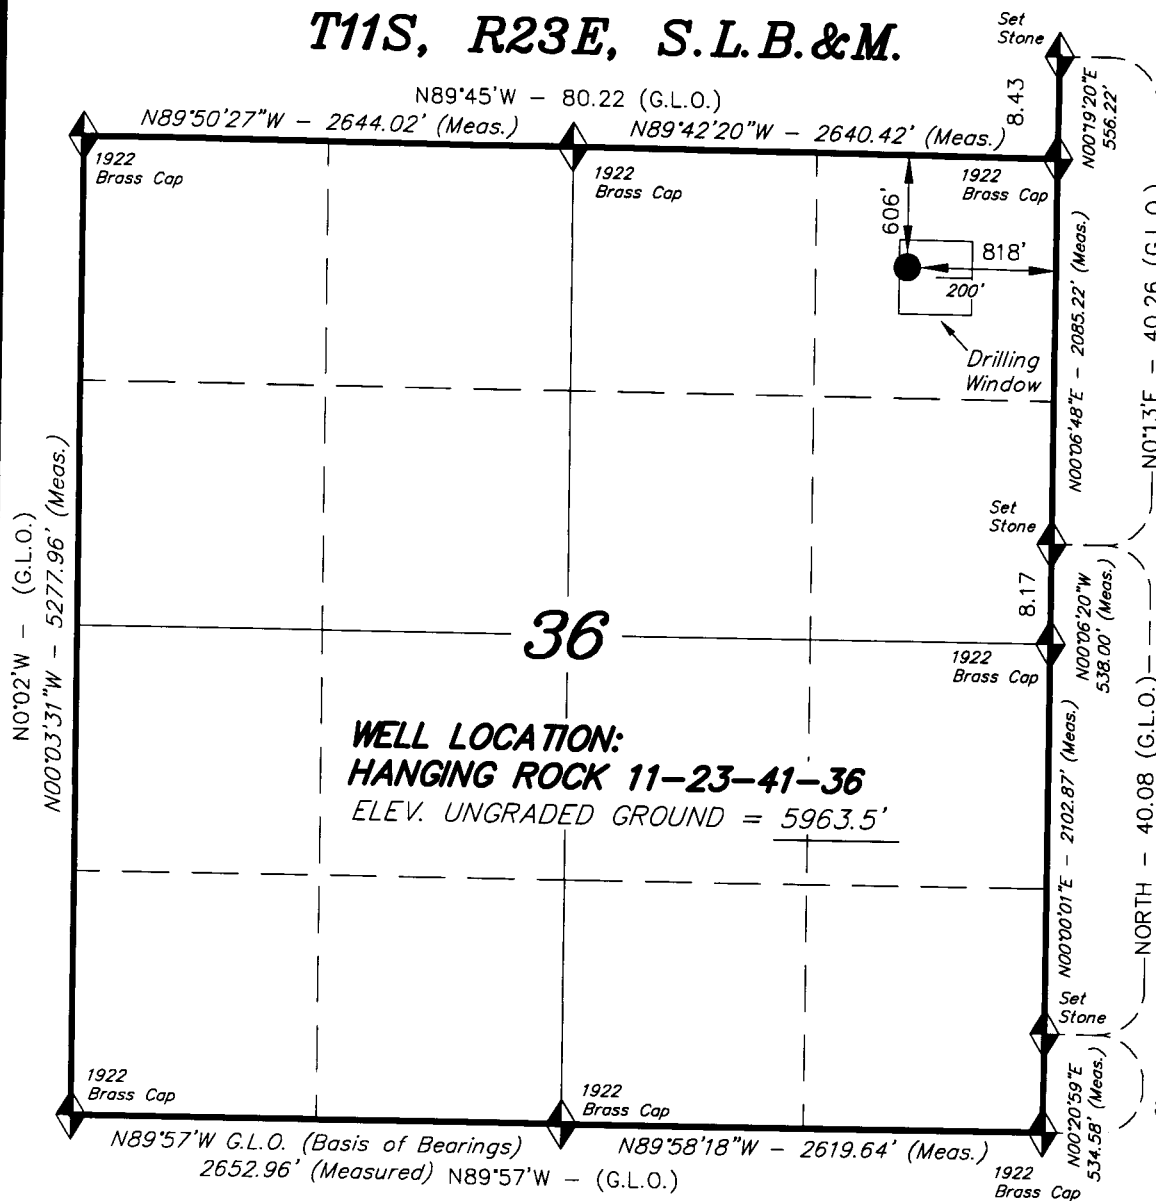 T11S, R23E, S.L.B.&M.
Set
Stone
N89°45'W - 80.22 (G.L.O.)
N89°50'27"W - 2644.02' (Meas.)
N89°42'20"W - 2640.42' (Meas.)
8.43
N00°19'20"E
556.22'
1922
Brass Cap
1922
Brass Cap
1922
Brass Cap
606'
818'
200'
Drilling
Window
N00°06'48"E - 2085.22' (Meas.)
N0°13'E - 40.26 (G.L.O.)
N0°02'W - (G.L.O.)
N00°03'31"W - 5277.96' (Meas.)
Set
Stone
8.17
N00°06'20"W
538.00' (Meas.)
36
1922
Brass Cap
WELL LOCATION:
HANGING ROCK 11-23-41-36
ELEV. UNGRADED GROUND = 5963.5'
N00°00'01"E - 2102.87' (Meas.)
NORTH - 40.08 (G.L.O.)
Set
Stone
1922
Brass Cap
1922
Brass Cap
N00°20'59"E
534.58' (Meas.)
N89°57'W G.L.O. (Basis of Bearings)
2652.96' (Measured)
N89°58'18"W - 2619.64' (Meas.)
N89°57'W - (G.L.O.)
1922
Brass Cap